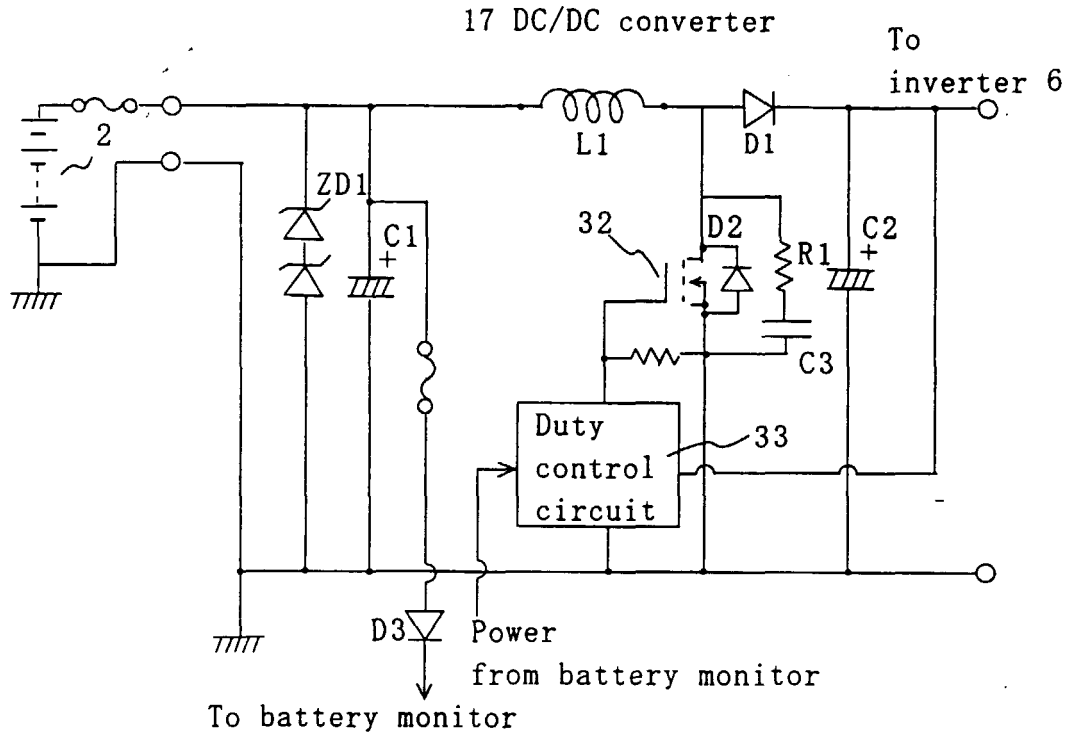 17 DC/DC converter
To
inverter 6
2
L1
D1
ZD1
C1
+
32
D2
R1
C2
+
C3
Duty
control
circuit
33
D3
Power
from battery monitor
To battery monitor